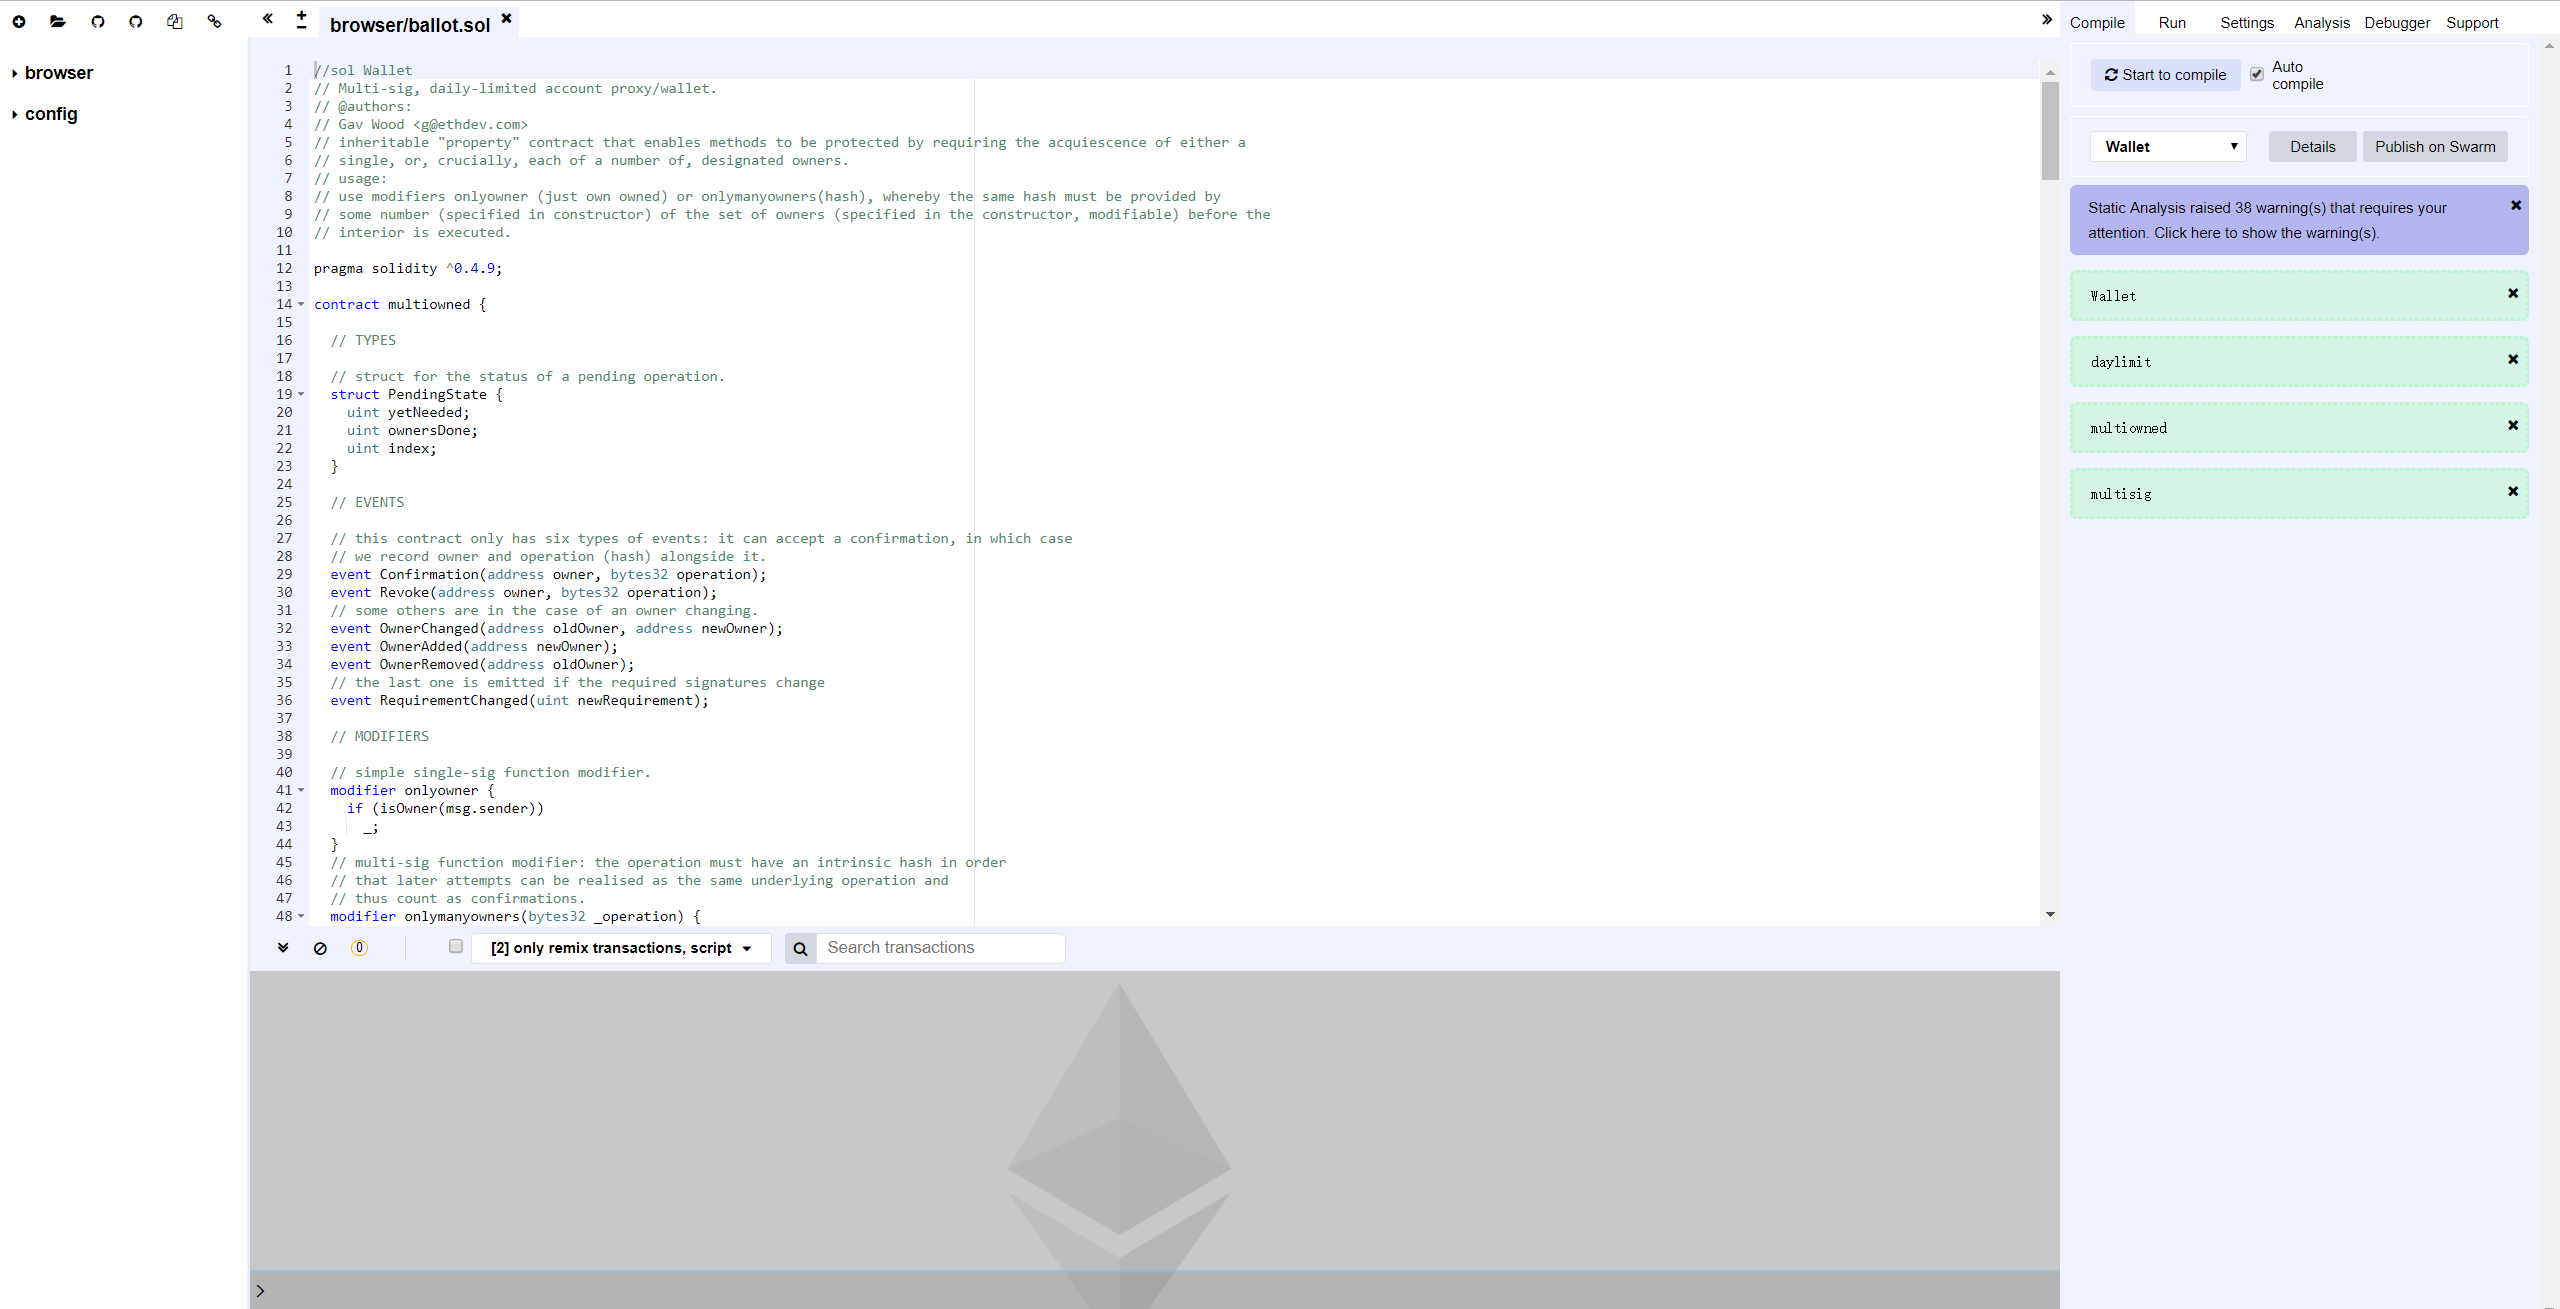 browser/ballot.sol
Compile Run Settings Analysis Debugger Support
browser
config
1 //sol Wallet
2 // Multi-sig, daily-limited account proxy/wallet.
3 // @authors:
4 // Gav Wood <g@ethdev.com>
5 // inheritable "property" contract that enables methods to be protected by requiring the acquiescence of either a
6 // single, or, crucially, each of a number of, designated owners.
7 // usage:
8 // use modifiers onlyowner (just own owned) or onlymanyowners(hash), whereby the same hash must be provided by
9 // some number (specified in constructor) of the set of owners (specified in the constructor, modifiable) before the
10 // interior is executed.
11
12 pragma solidity ^0.4.9;
13
14 contract multiowned {
15
16 // TYPES
17
18 // struct for the status of a pending operation.
19 struct PendingState {
20 uint yetNeeded;
21 uint ownersDone;
22 uint index;
23 }
24
25 // EVENTS
26
27 // this contract only has six types of events: it can accept a confirmation, in which case
28 // we record owner and operation (hash) alongside it.
29 event Confirmation(address owner, bytes32 operation);
30 event Revoke(address owner, bytes32 operation);
31 // some others are in the case of an owner changing.
32 event OwnerChanged(address oldOwner, address newOwner);
33 event OwnerAdded(address newOwner);
34 event OwnerRemoved(address oldOwner);
35 // the last one is emitted if the required signatures change
36 event RequirementChanged(uint newRequirement);
37
38 // MODIFIERS
39
40 // simple single-sig function modifier.
41 modifier onlyowner {
42 if (isOwner(msg.sender))
43 _;
44 }
45 // multi-sig function modifier: the operation must have an intrinsic hash in order
46 // that later attempts can be realised as the same underlying operation and
47 // thus count as confirmations.
48 modifier onlymanyowners(bytes32 _operation) {
0
[2] only remix transactions, script
Search transactions
>
Start to compile
Auto
compile
Wallet
Details
Publish on Swarm
Static Analysis raised 38 warning(s) that requires your
attention. Click here to show the warning(s).
Wallet
daylimit
multiowned
multisig